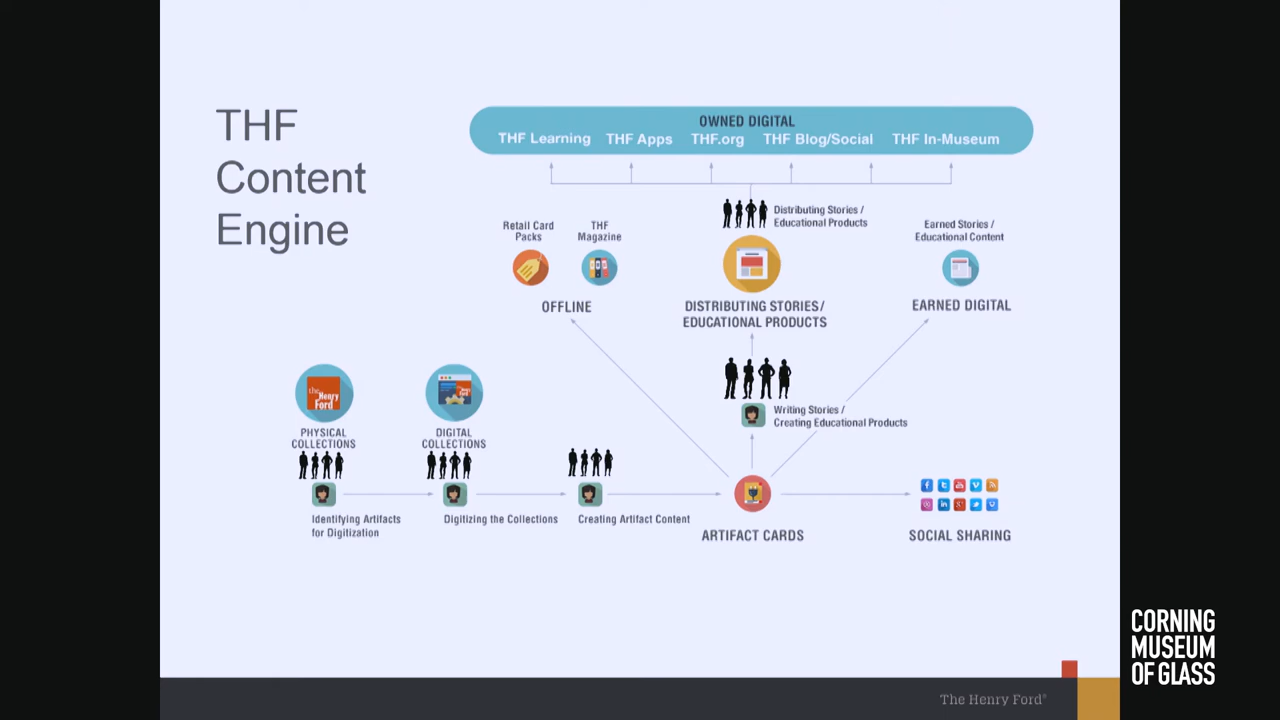 THF
Content
Engine
OWNED DIGITAL
THF Learning THF Apps THF.org THF Blog/Social THF In-Museum
Distributing Stories /
Educational Products
Retail Card
Packs
THF
Magazine
Earned Stories /
Educational Content
OFFLINE
DISTRIBUTING STORIES/
EDUCATIONAL PRODUCTS
EARNED DIGITAL
the
Henry
Ford
PHYSICAL
COLLECTIONS
DIGITAL
COLLECTIONS
Writing Stories /
Creating Educational Products
Identifying Artifacts
for Digitization
Digitizing the Collections
Creating Artifact Content
ARTIFACT CARDS
SOCIAL SHARING
CORNING
MUSEUM
OF GLASS
The Henry Ford®